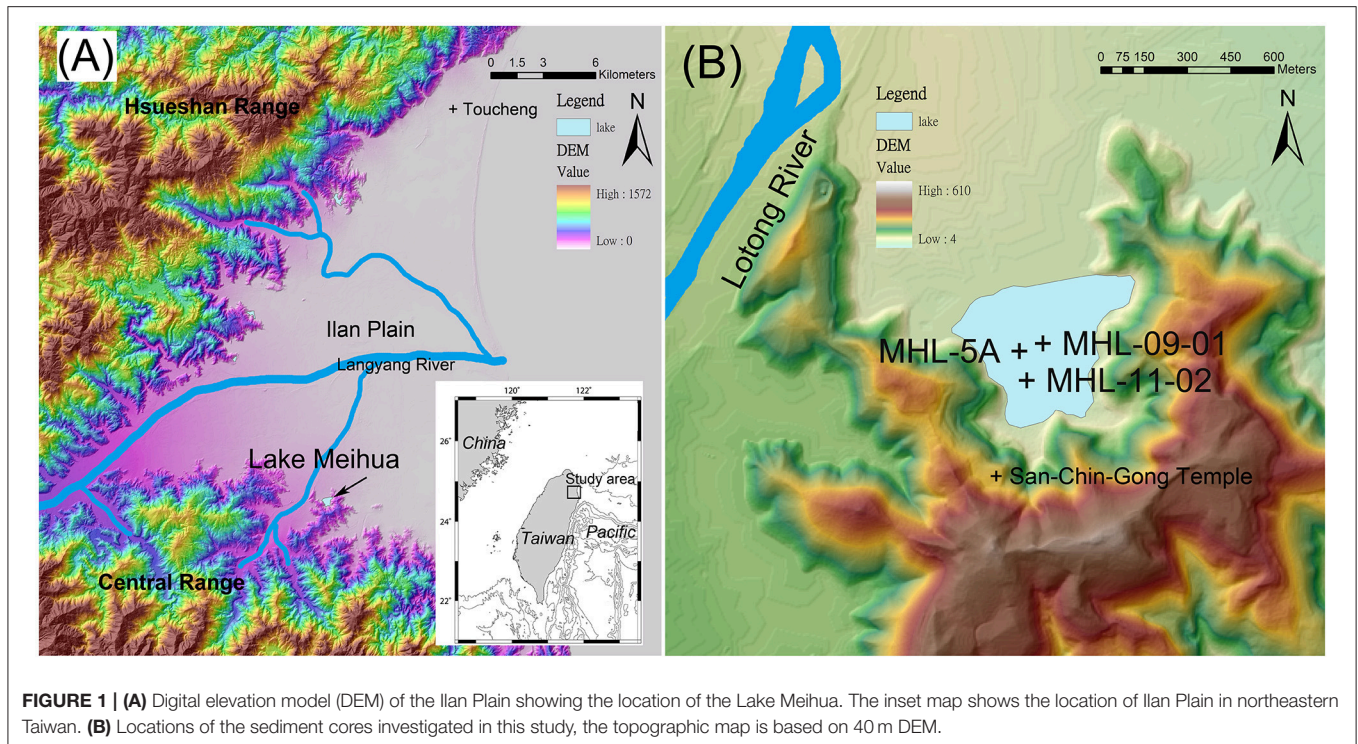 (A)
0 1.5 3 6
Kilometers
Hsueshan Range
+ Toucheng
Legend
lake
DEM
Value
High : 1572
Low : 0
N
Ilan Plain
Langyang River
Lake Meihua
Central Range
120° 122°
26°
24°
22°
China
Study area
Taiwan
Pacific
(B)
0 75 150 300 450 600
Meters
Legend
lake
DEM
Value
High : 610
Low : 4
N
Lotong River
MHL-5A + + MHL-09-01
+ MHL-11-02
+ San-Chin-Gong Temple
FIGURE 1 | (A) Digital elevation model (DEM) of the Ilan Plain showing the location of the Lake Meihua. The inset map shows the location of Ilan Plain in northeastern
Taiwan. (B) Locations of the sediment cores investigated in this study, the topographic map is based on 40 m DEM.